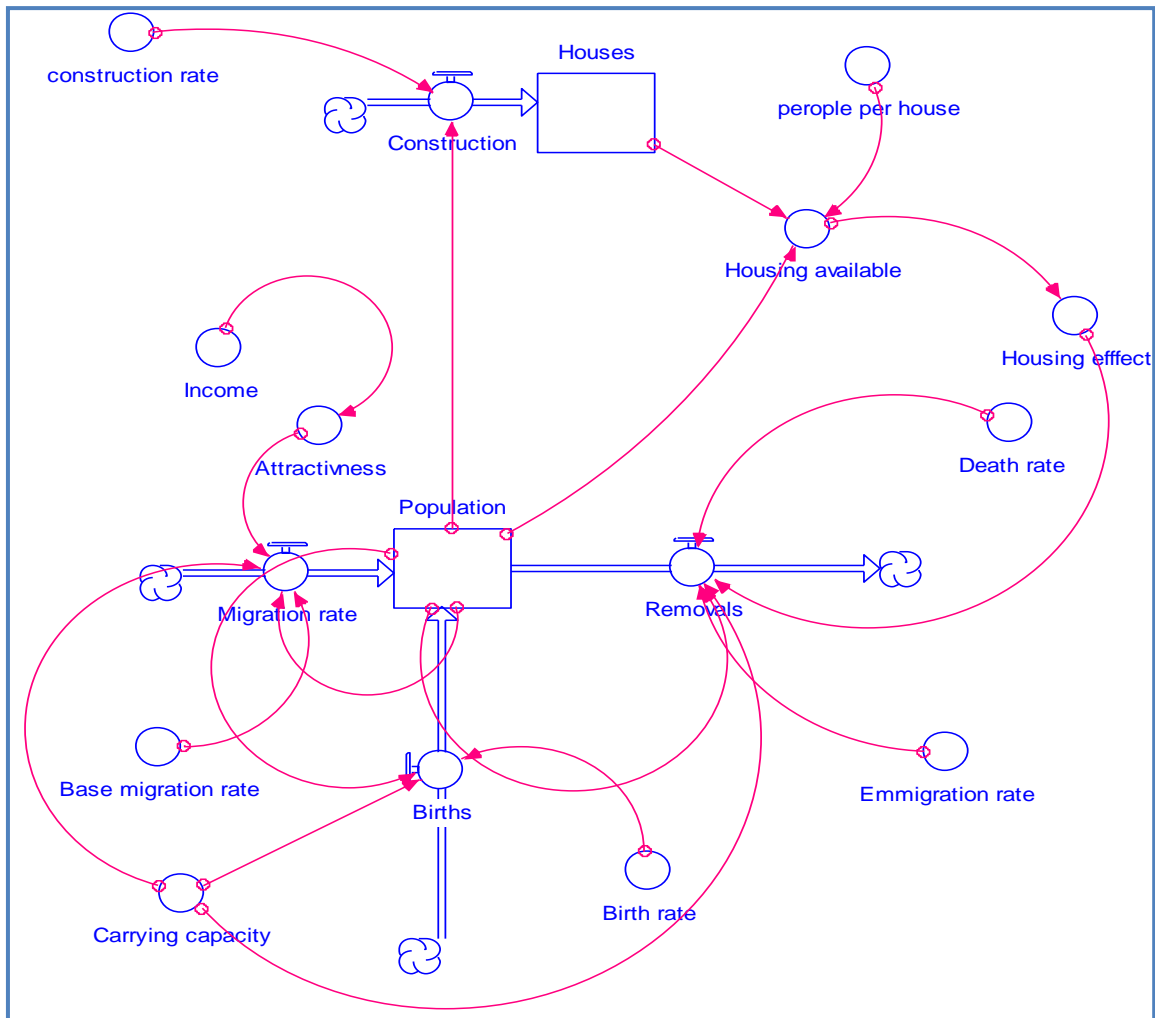 Houses
construction rate
perople per house
Construction
Housing available
Housing efffect
Income
Attractivness
Death rate
Population
Migration rate
Removals
Base migration rate
Emmigration rate
Births
Birth rate
Carrying capacity